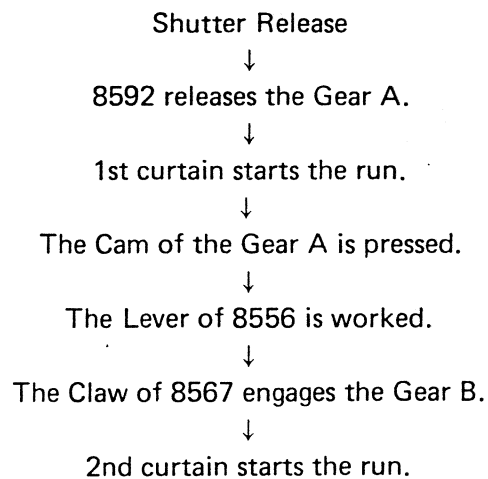 Shutter Release
↓
8592 releases the Gear A.
↓
1st curtain starts the run.
↓
The Cam of the Gear A is pressed.
↓
The Lever of 8556 is worked.
↓
The Claw of 8567 engages the Gear B.
↓
2nd curtain starts the run.